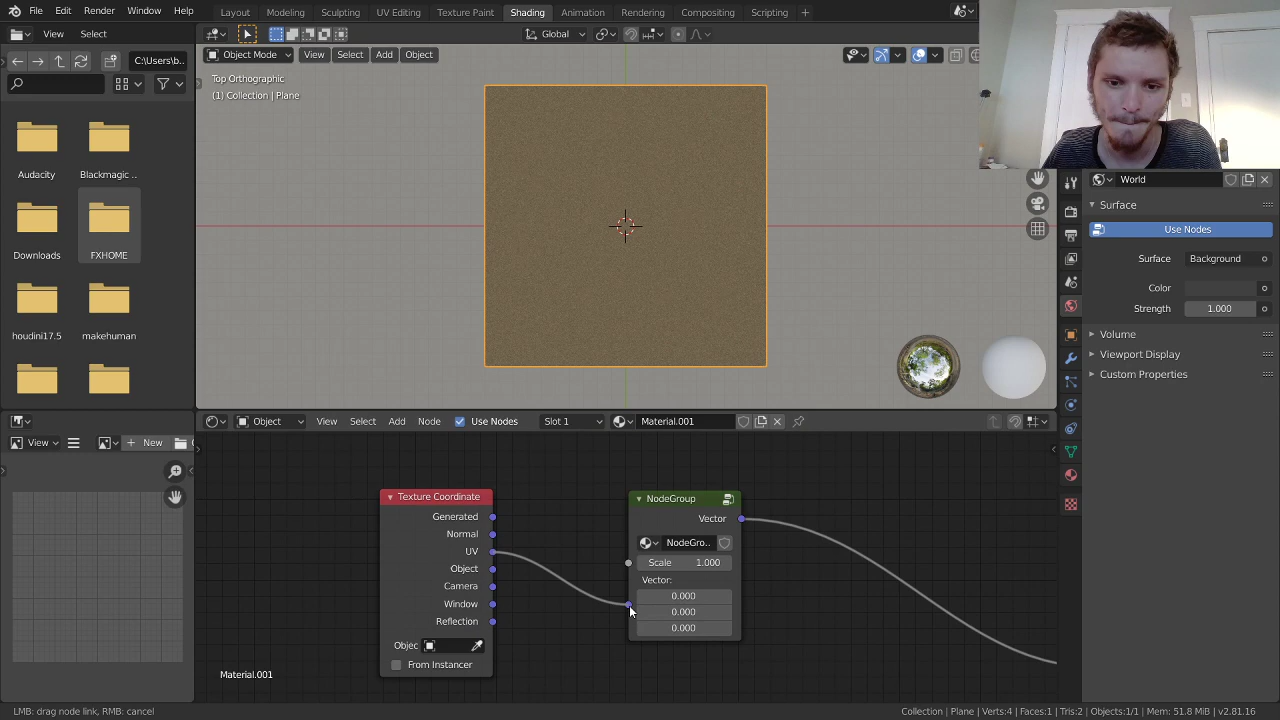 File Edit Render Window Help
Layout Modeling Sculpting UV Editing Texture Paint Shading Animation Rendering Compositing Scripting +
View Select
Global
C:\Users\b..
Object Mode View Select Add Object
Top Orthographic
(1) Collection | Plane
Audacity
Blackmagic ..
Downloads
FXHOME
houdini17.5
makehuman
World
Surface
Use Nodes
Surface Background
Color
Strength 1.000
Volume
Viewport Display
Custom Properties
Object View Select Add Node Use Nodes Slot 1 Material.001
View New
Texture Coordinate
Generated
Normal
UV
Object
Camera
Window
Reflection
Objec
From Instancer
NodeGroup
Vector
NodeGro..
Scale 1.000
Vector:
0.000
0.000
0.000
Material.001
LMB: drag node link, RMB: cancel
Collection | Plane | Verts:4 | Faces:1 | Tris:2 | Objects:1/1 | Mem: 51.8 MiB | v2.81.16